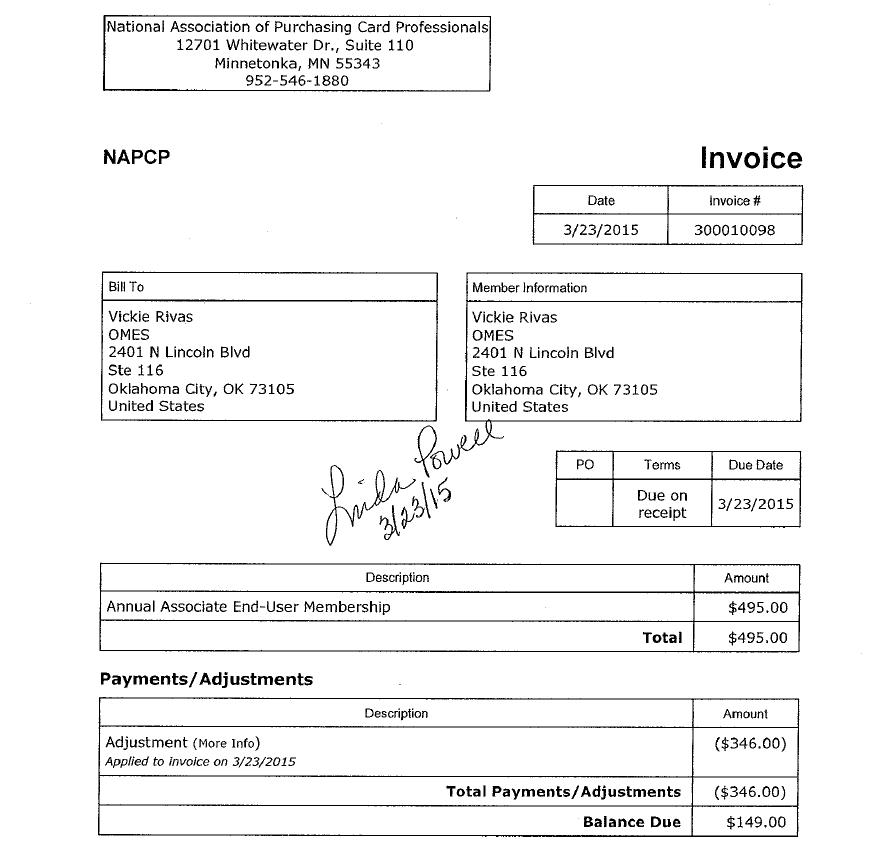 National Association of Purchasing Card Professionals
12701 Whitewater Dr., Suite 110
Minnetonka, MN 55343
952-546-1880
NAPCP
Invoice
Date Invoice #
3/23/2015 300010098
Bill To
Vickie Rivas
OMES
2401 N Lincoln Blvd
Ste 116
Oklahoma City, OK 73105
United States
Member Information
Vickie Rivas
OMES
2401 N Lincoln Blvd
Ste 116
Oklahoma City, OK 73105
United States
Linda Powell
3/23/15
PO Terms Due Date
Due on
receipt
3/23/2015
Description Amount
Annual Associate End-User Membership $495.00
Total $495.00
Payments/Adjustments
Description Amount
Adjustment (More Info) ($346.00)
Applied to invoice on 3/23/2015
Total Payments/Adjustments ($346.00)
Balance Due $149.00